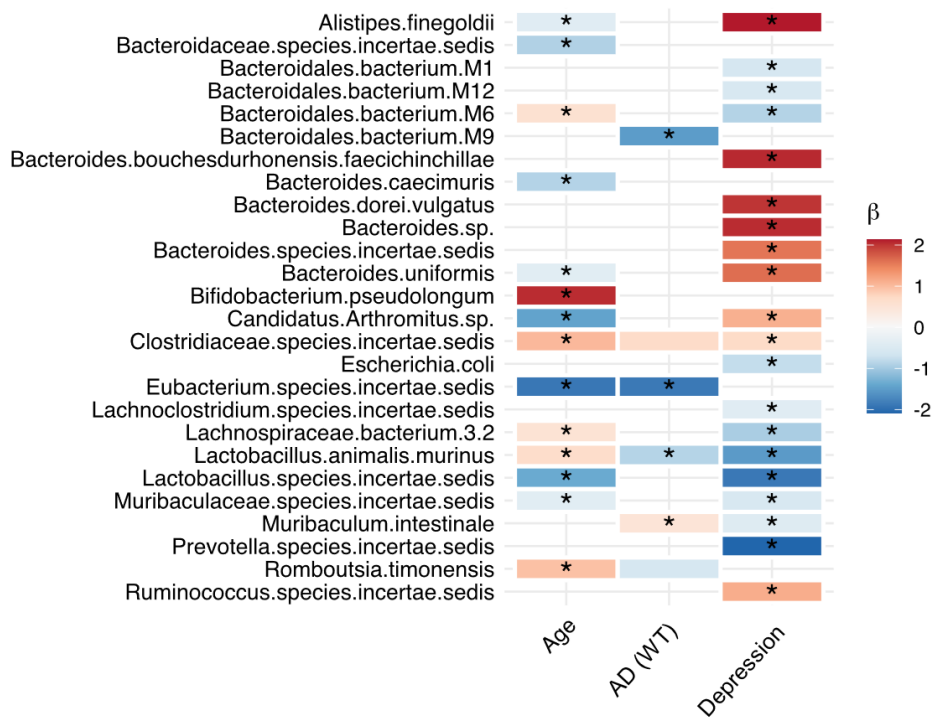 Alistipes.finegoldii
Bacteroidaceae.species.incertae.sedis
Bacteroidales.bacterium.M1
Bacteroidales.bacterium.M12
Bacteroidales.bacterium.M6
Bacteroidales.bacterium.M9
Bacteroides.bouchesdurhonensis.faecichinchillae
Bacteroides.caecimuris
Bacteroides.dorei.vulgatus
Bacteroides.sp.
Bacteroides.species.incertae.sedis
Bacteroides.uniformis
Bifidobacterium.pseudolongum
Candidatus.Arthromitus.sp.
Clostridiaceae.species.incertae.sedis
Escherichia.coli
Eubacterium.species.incertae.sedis
Lachnoclostridium.species.incertae.sedis
Lachnospiraceae.bacterium.3.2
Lactobacillus.animalis.murinus
Lactobacillus.species.incertae.sedis
Muribaculaceae.species.incertae.sedis
Muribaculum.intestinale
Prevotella.species.incertae.sedis
Romboutsia.timonensis
Ruminococcus.species.incertae.sedis
Age
AD (WT)
Depression
β
2
1
0
-1
-2